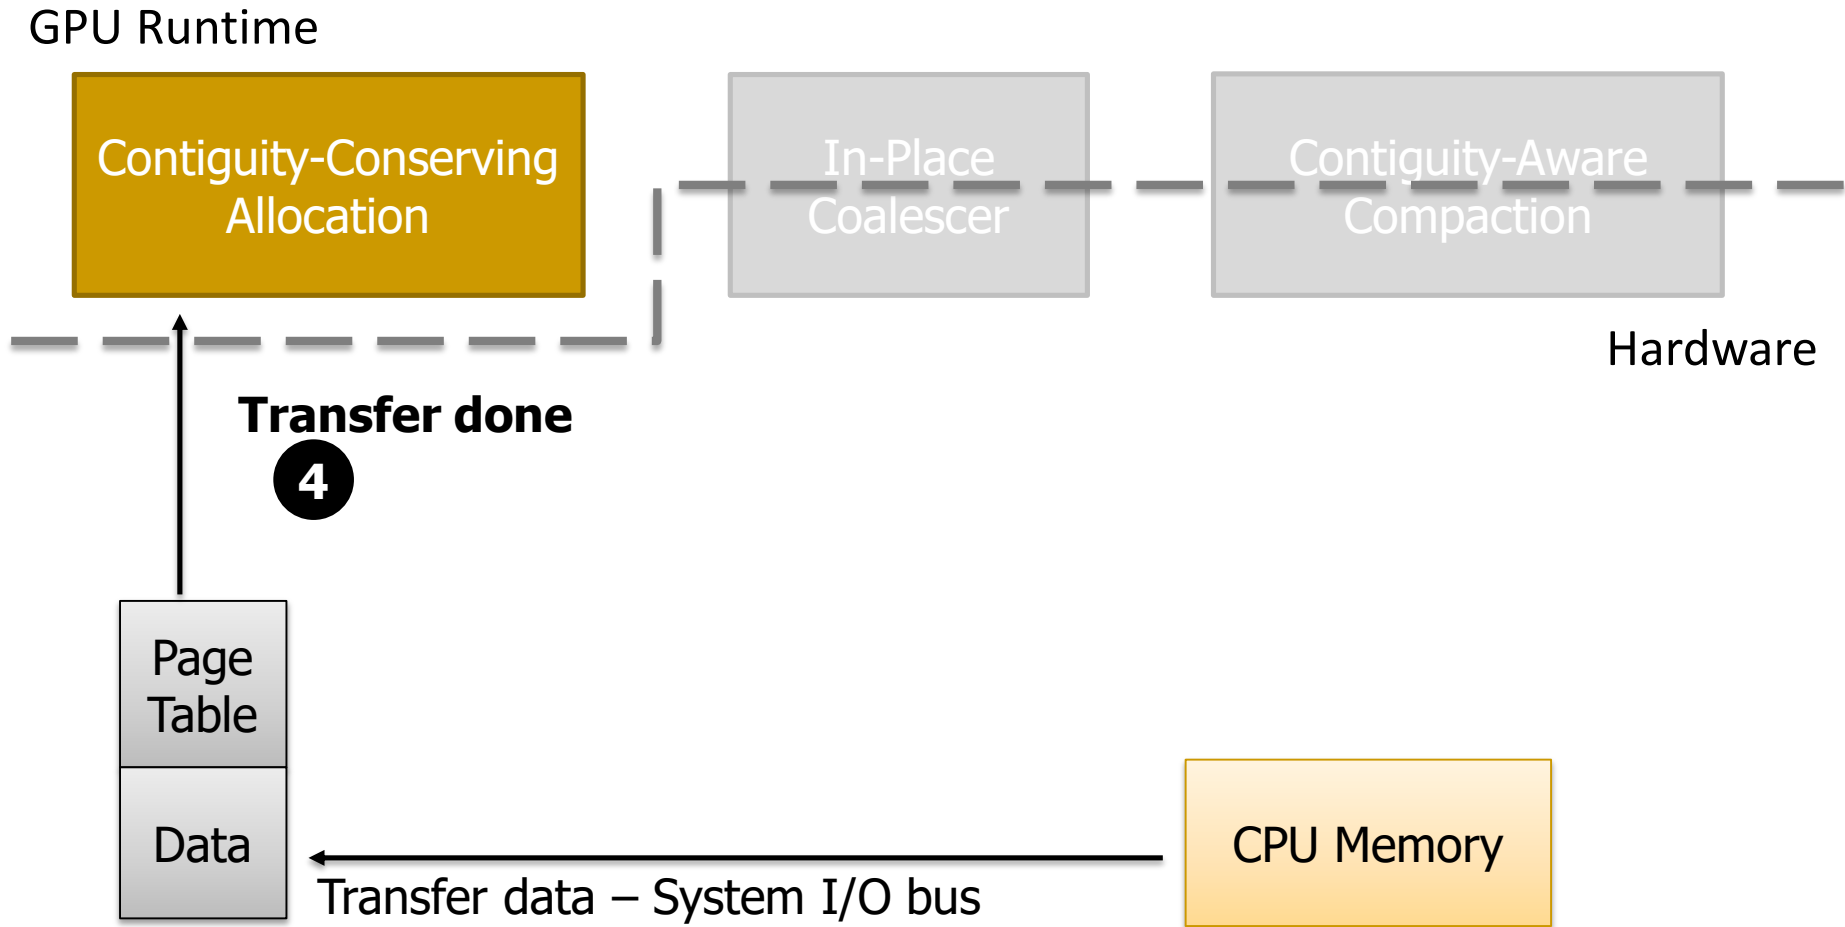 GPU Runtime
Contiguity-Conserving
Allocation
In-Place
Coalescer
Contiguity-Aware
Compaction
Hardware
Transfer done
4
Page
Table
Data
CPU Memory
Transfer data – System I/O bus